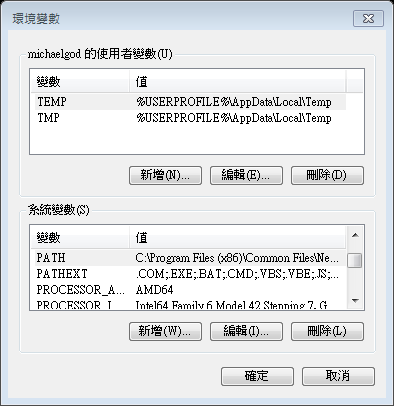 環境變數
michaelgod 的使用者變數(U)
變數 值
TEMP %USERPROFILE%\AppData\Local\Temp
TMP %USERPROFILE%\AppData\Local\Temp
新增(N)... 編輯(E)... 刪除(D)
系統變數(S)
變數 值
PATH C:\Program Files (x86)\Common Files\Ne...
PATHEXT .COM;.EXE;.BAT;.CMD;.VBS;.VBE;.JS;...
PROCESSOR_A... AMD64
PROCESSOR_I... Intel64 Family 6 Model 42 Stepping 7, G...
新增(W)... 編輯(I)... 刪除(L)
確定 取消